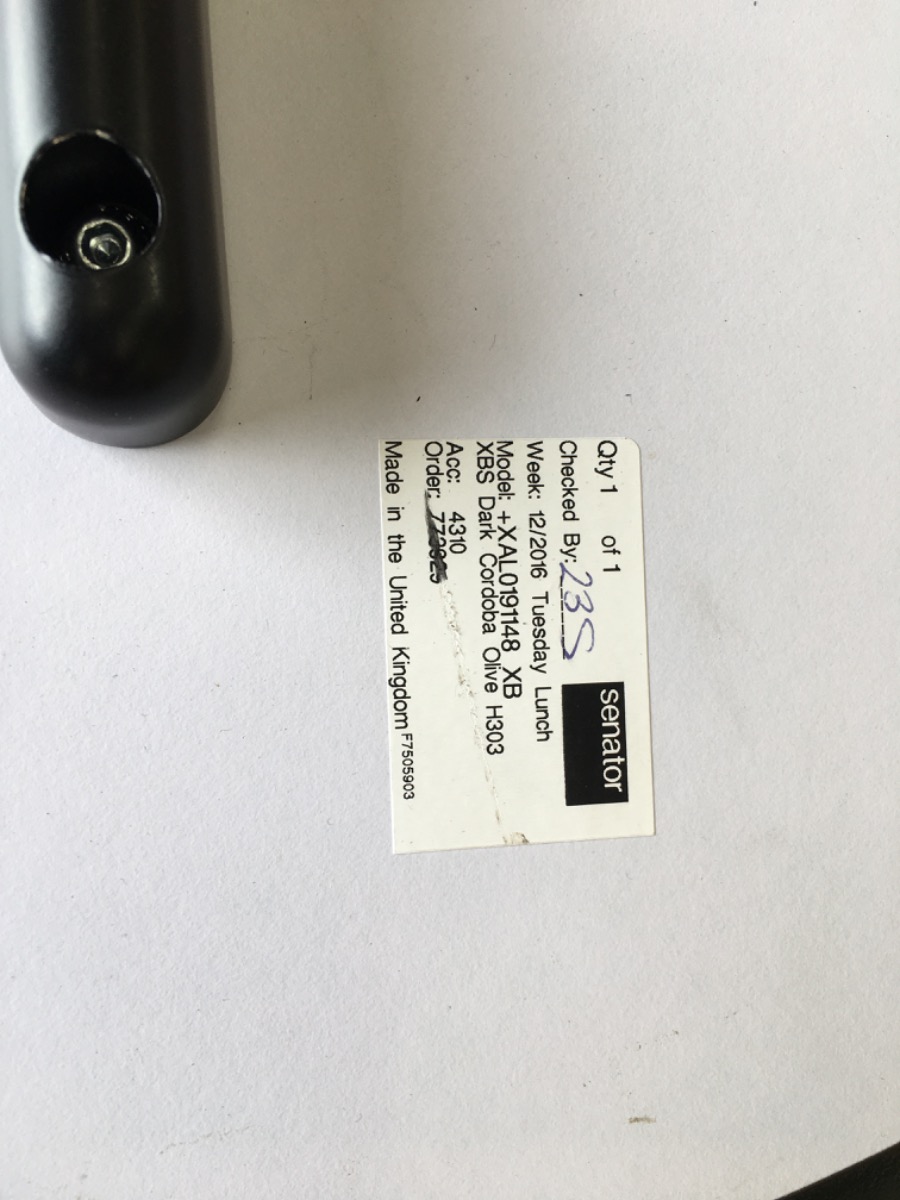 Qty 1 of 1
senator
Checked By: 23S
Week: 12/2016 Tuesday Lunch
Model: +XAL0191148 XB
XBS Dark Cordoba Olive H303
Acc: 4310
Order:
Made in the United Kingdom F7505903